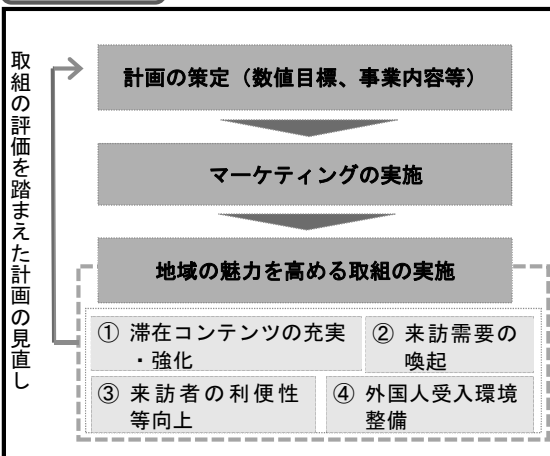 取組の評価を踏まえた計画の見直し
計画の策定（数値目標、事業内容等）
マーケティングの実施
地域の魅力を高める取組の実施
① 滞在コンテンツの充実
・強化
② 来訪需要の
喚起
③ 来訪者の利便性
等向上
④ 外国人受入環境
整備